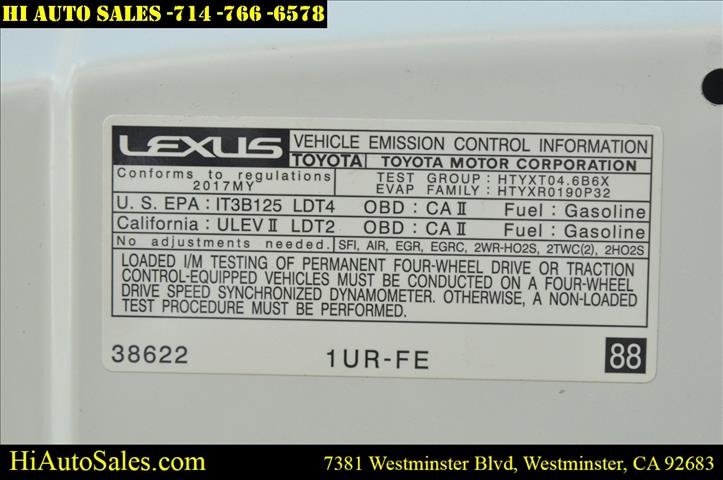 HI AUTO SALES -714 -766 -6578
LEXUS VEHICLE EMISSION CONTROL INFORMATION
TOYOTA TOYOTA MOTOR CORPORATION
Conforms to regulations
2017MY
TEST GROUP : HTYXT04.6B6X
EVAP FAMILY : HTYXR0190P32
U. S. EPA : IT3B125 LDT4 OBD : CA II Fuel : Gasoline
California : ULEV II LDT2 OBD : CA II Fuel : Gasoline
No adjustments needed. SFI, AIR, EGR, EGRC, 2WR-HO2S, 2TWC(2), 2HO2S
LOADED I/M TESTING OF PERMANENT FOUR-WHEEL DRIVE OR TRACTION
CONTROL-EQUIPPED VEHICLES MUST BE CONDUCTED ON A FOUR-WHEEL
DRIVE SPEED SYNCHRONIZED DYNAMOMETER. OTHERWISE, A NON-LOADED
TEST PROCEDURE MUST BE PERFORMED.
38622 1UR-FE 88
HiAutoSales.com 7381 Westminster Blvd, Westminster, CA 92683